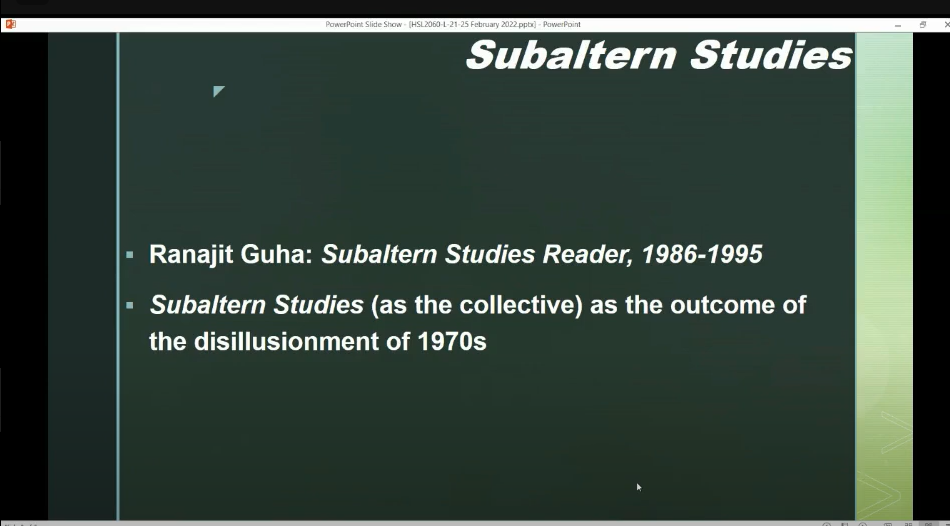 PowerPoint Slide Show - [HSL2060-L-21-25 February 2022.pptx] - PowerPoint
Subaltern Studies
▪ Ranajit Guha: Subaltern Studies Reader, 1986-1995
▪ Subaltern Studies (as the collective) as the outcome of
the disillusionment of 1970s